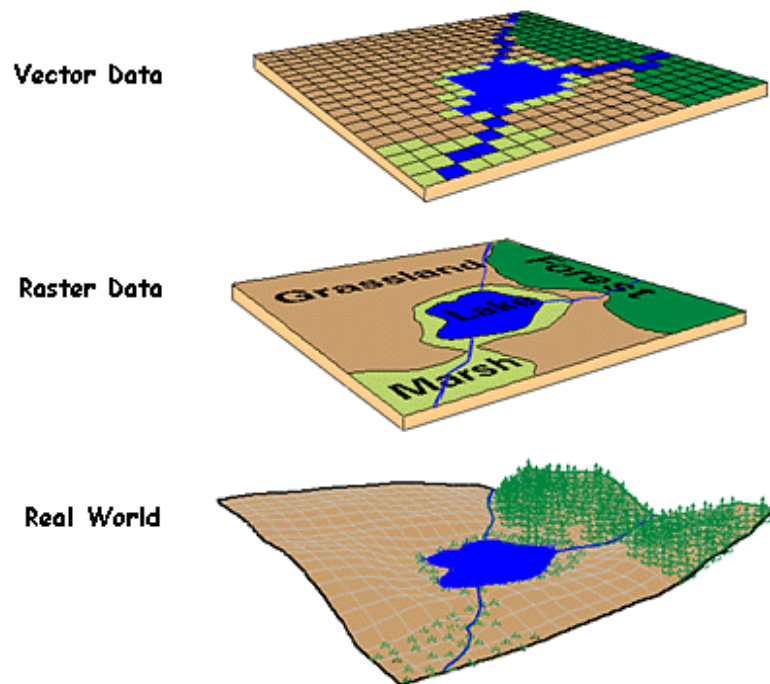 Vector Data
Raster Data
Grassland
Forest
Lake
Marsh
Real World